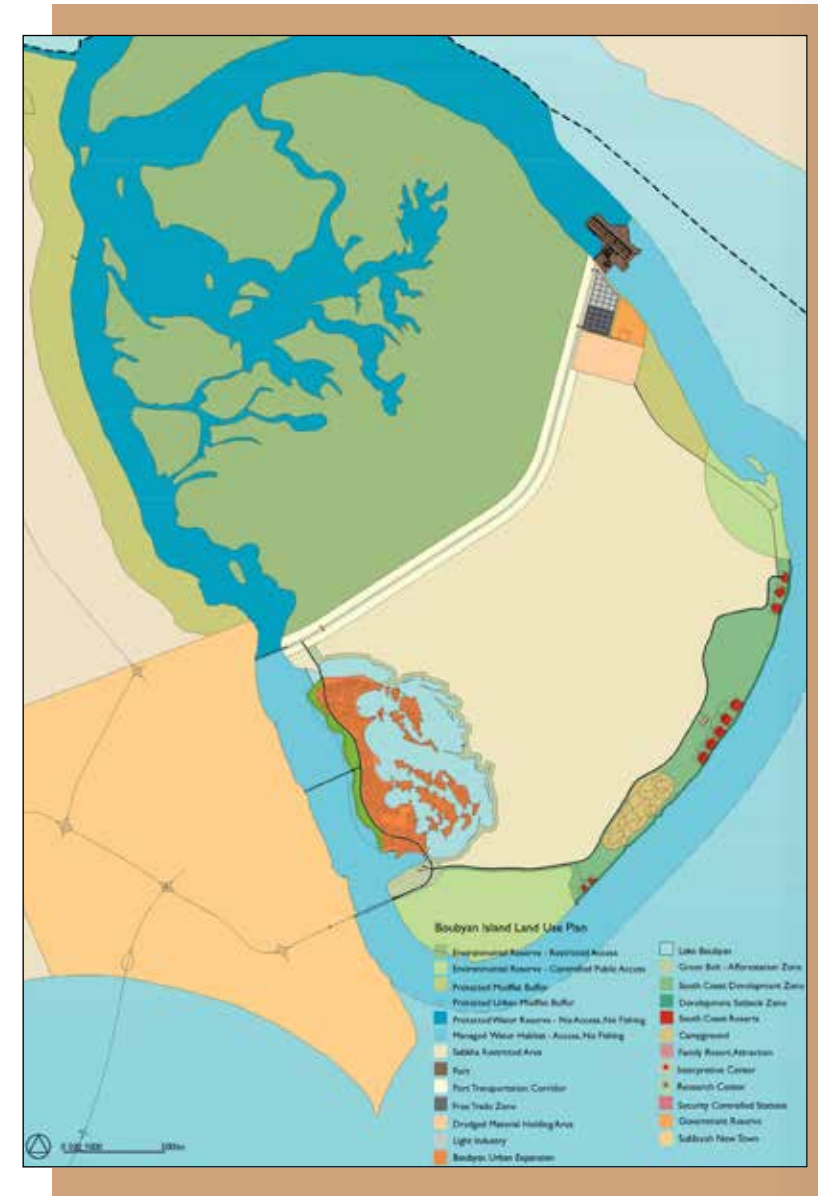 Boubyan Island Land Use Plan
Environmental Reserve - Restricted Access
Environmental Reserve - Controlled Public Access
Protected Mudflat Buffer
Protected Urban Mudflat Buffer
Protected Water Reserve - No Access, No Fishing
Managed Water Habitat - Access, No Fishing
Sabkha Restricted Area
Port
Port Transportation Corridor
Free Trade Zone
Dredged Material Holding Area
Light Industry
Boubyan Urban Expansion
Lake Boubyan
Green Belt - Afforestation Zone
South Coast Development Zone
Development Setback Zone
South Coast Resorts
Campground
Family Resort Attraction
Interpretive Center
Research Center
Security Controlled Stations
Government Reserve
Subbiyah New Town